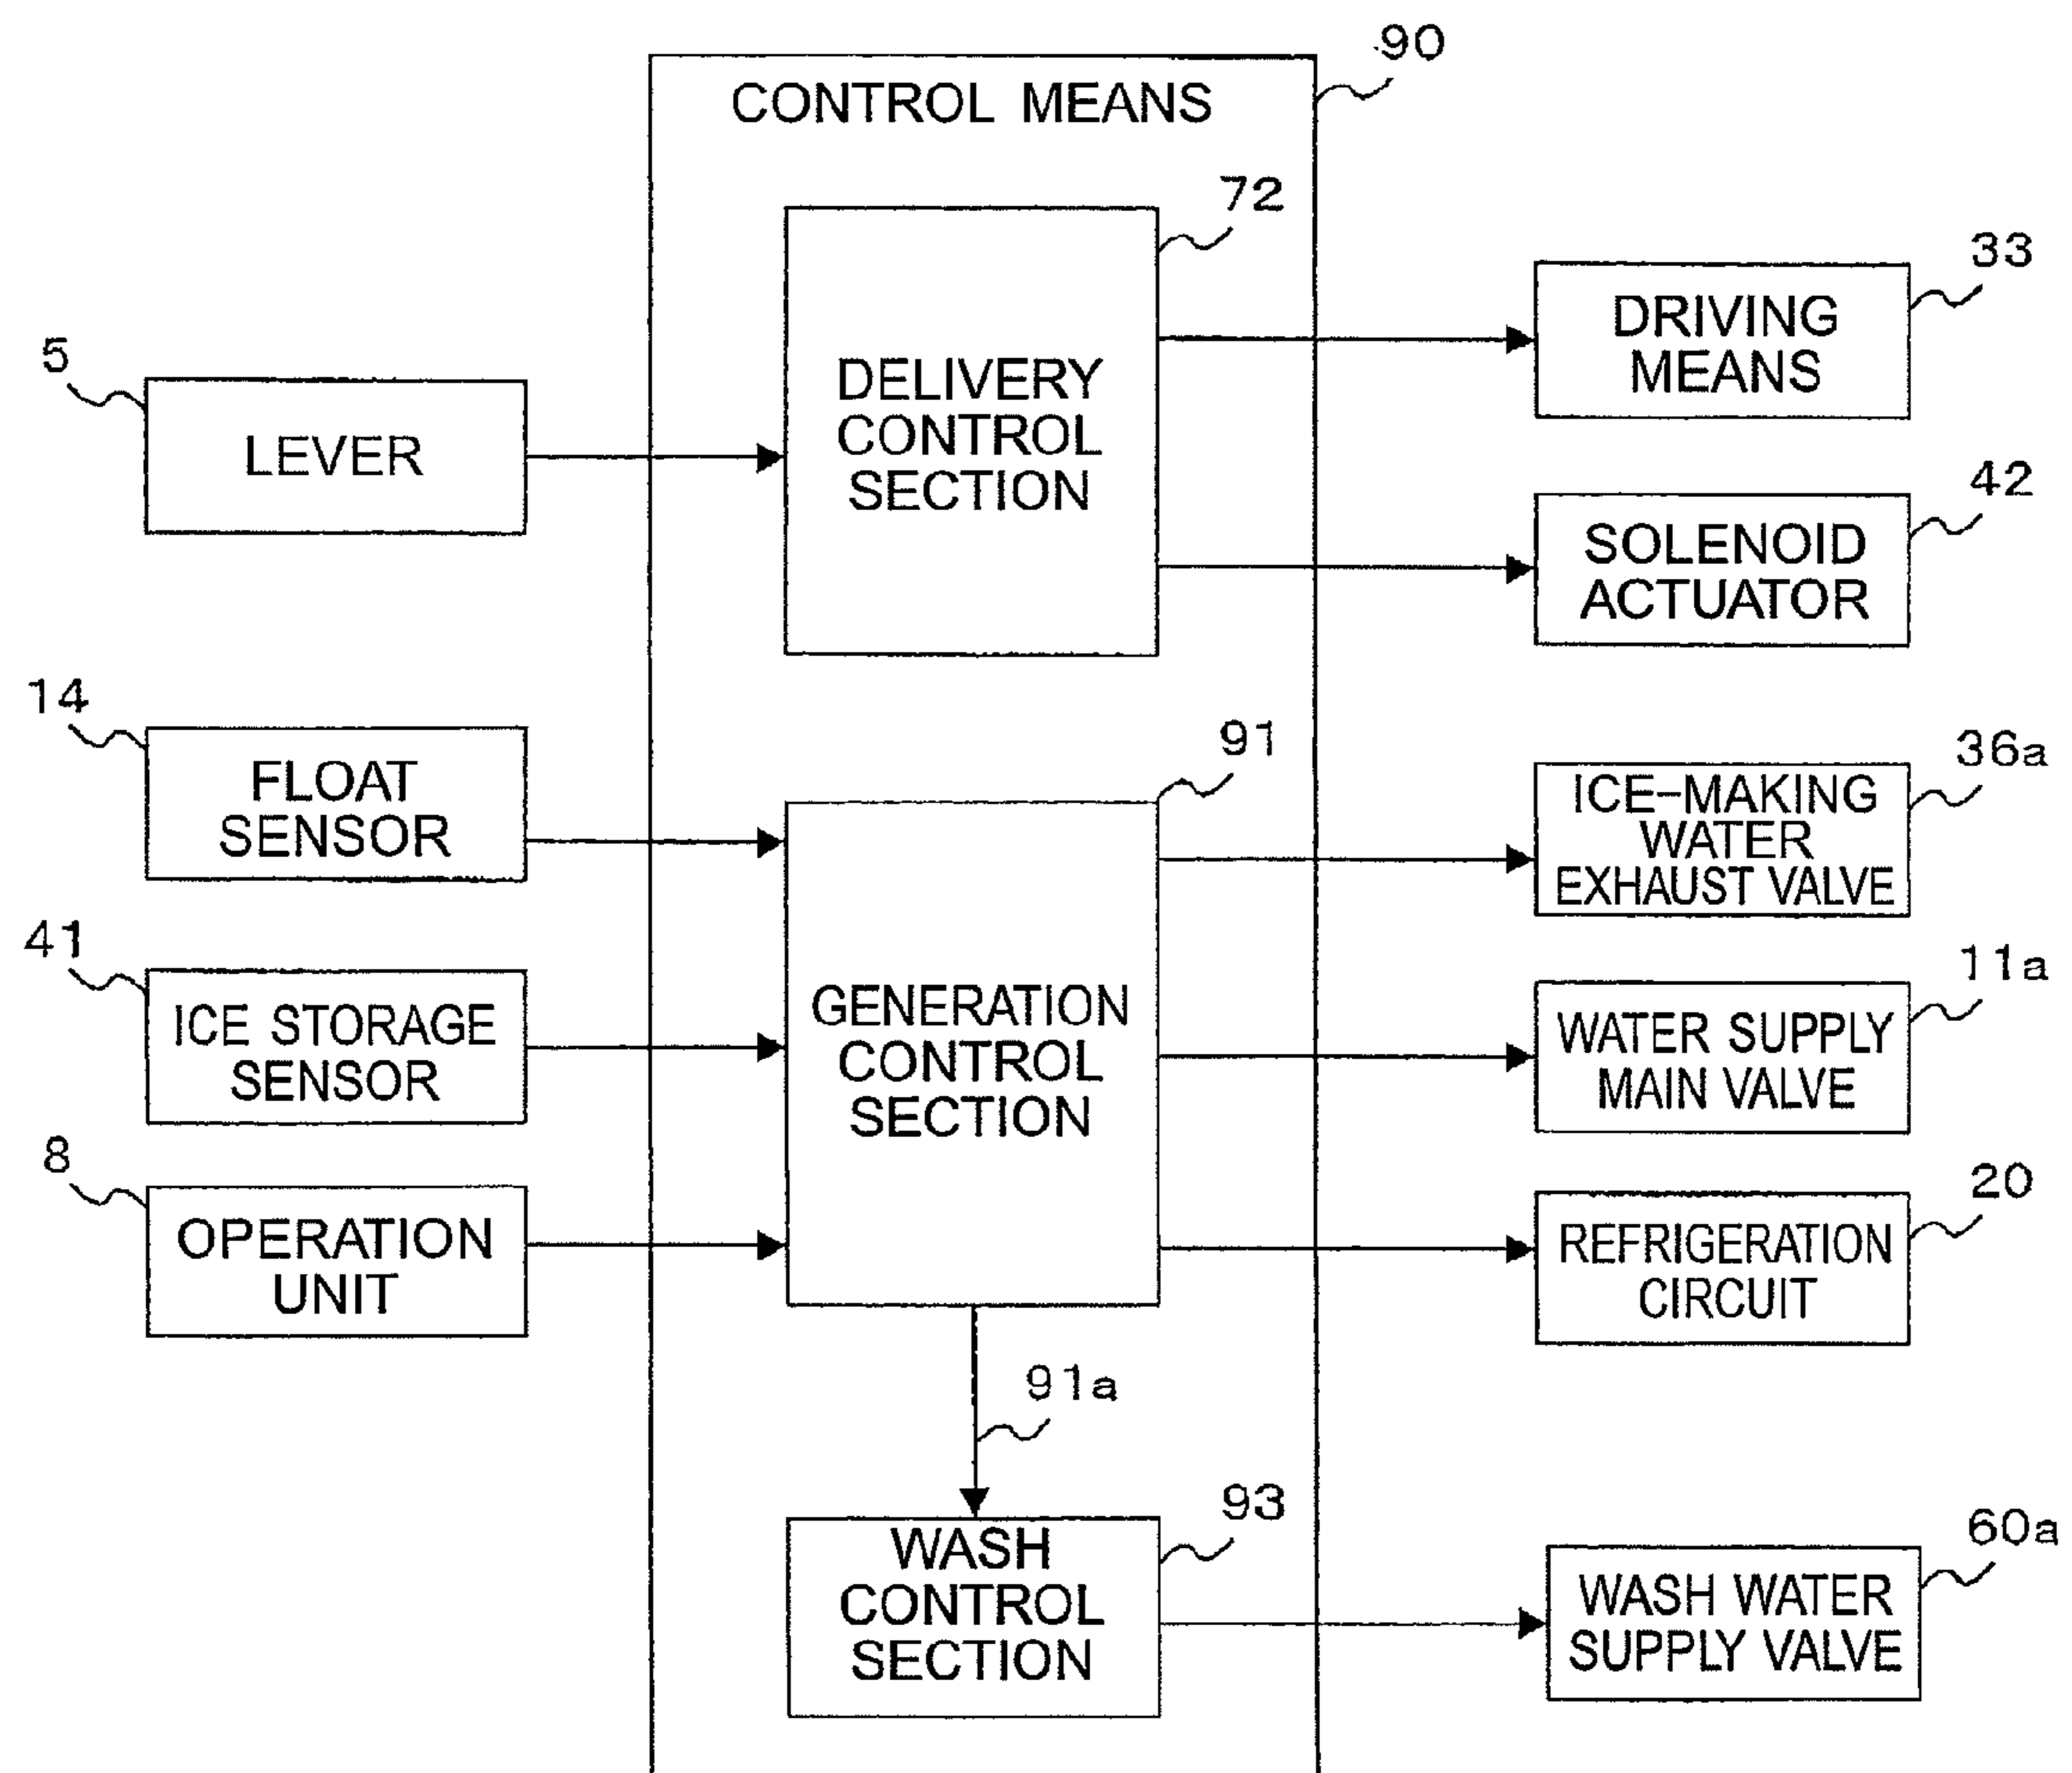 90
CONTROL MEANS
72
33
DRIVING
MEANS
5
LEVER
DELIVERY
CONTROL
SECTION
42
SOLENOID
ACTUATOR
14
FLOAT
SENSOR
91
36a
ICE-MAKING
WATER
EXHAUST VALVE
41
ICE STORAGE
SENSOR
GENERATION
CONTROL
SECTION
11a
WATER SUPPLY
MAIN VALVE
8
OPERATION
UNIT
20
REFRIGERATION
CIRCUIT
91a
93
WASH
CONTROL
SECTION
60a
WASH WATER
SUPPLY VALVE